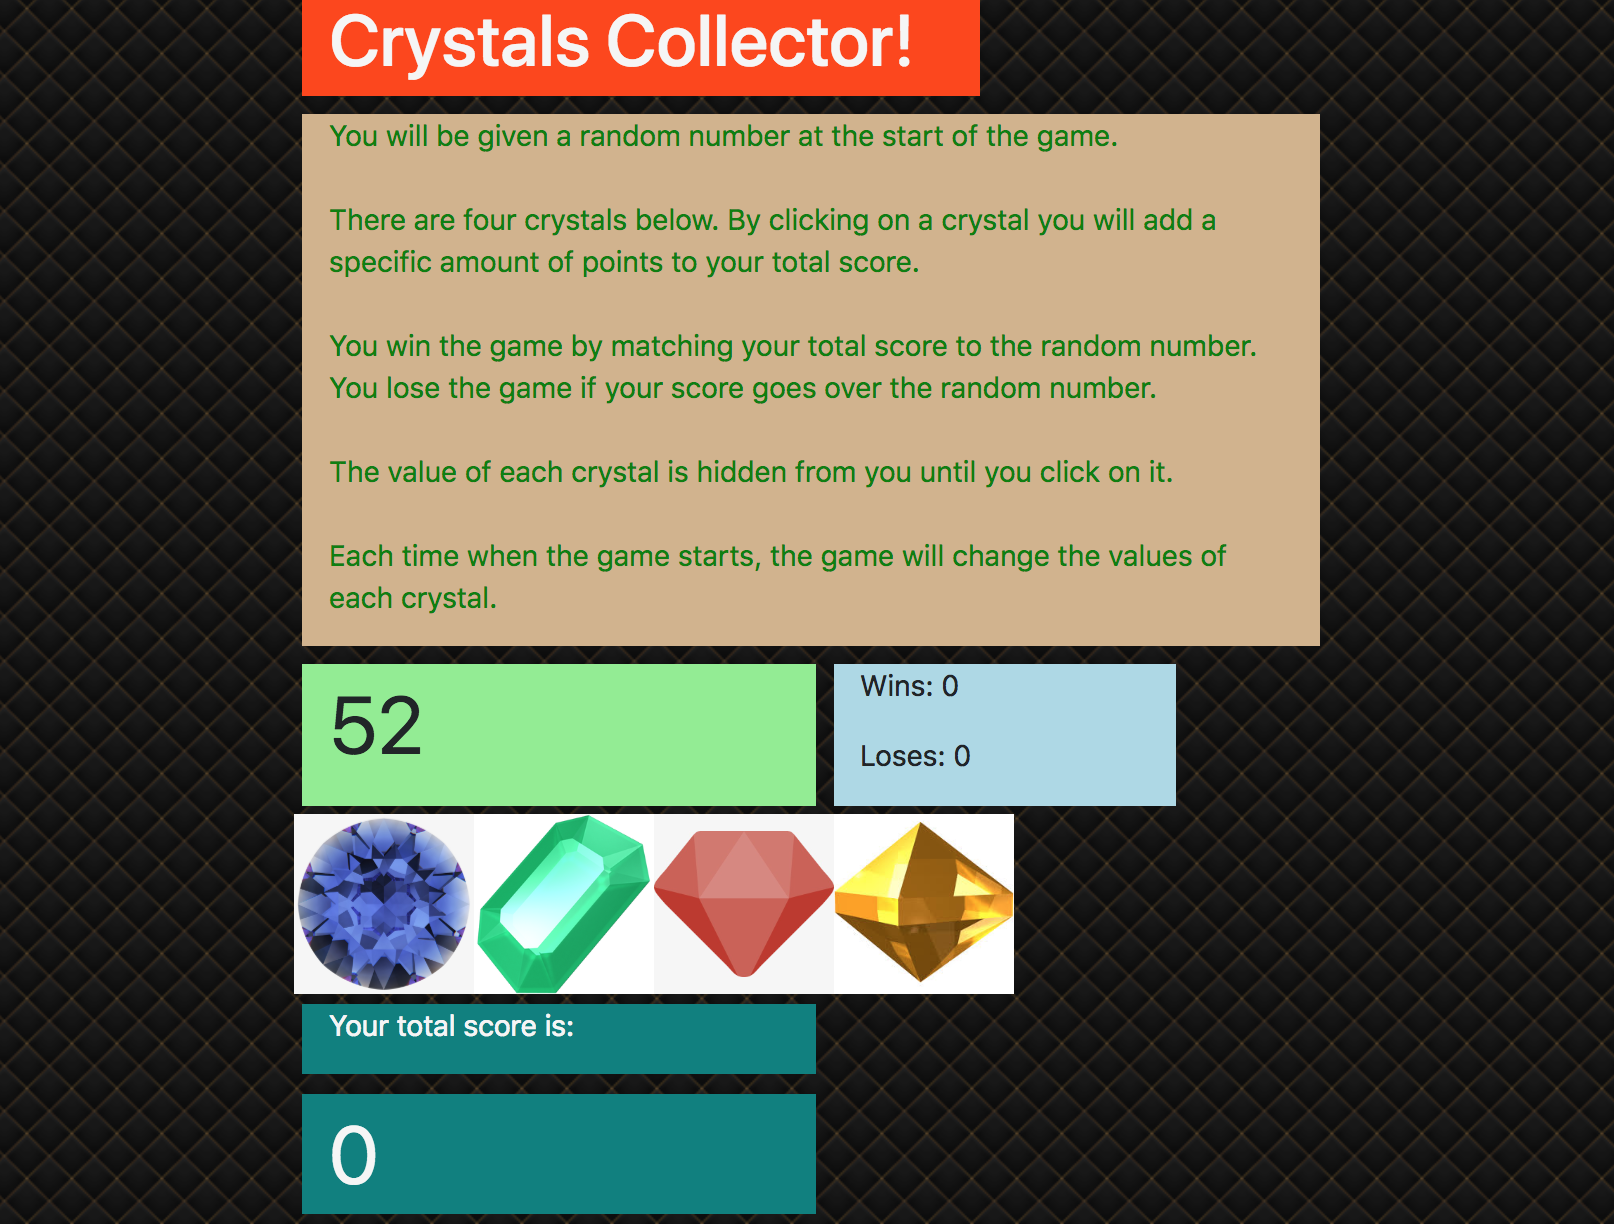 Crystals Collector!
You will be given a random number at the start of the game.
There are four crystals below. By clicking on a crystal you will add a
specific amount of points to your total score.
You win the game by matching your total score to the random number.
You lose the game if your score goes over the random number.
The value of each crystal is hidden from you until you click on it.
Each time when the game starts, the game will change the values of
each crystal.
52
Wins: 0
Loses: 0
Your total score is:
0